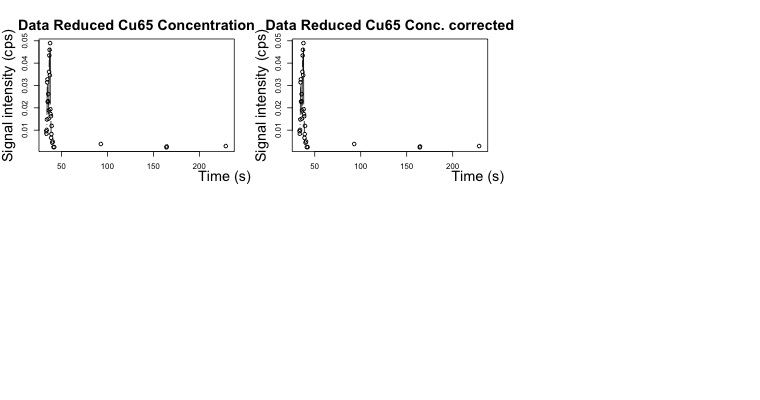 Data Reduced Cu65 Concentration
Signal intensity (cps)
0.01 0.02 0.03 0.04 0.05
50 100 150 200
Time (s)
Data Reduced Cu65 Conc. corrected
Signal intensity (cps)
0.01 0.02 0.03 0.04 0.05
50 100 150 200
Time (s)